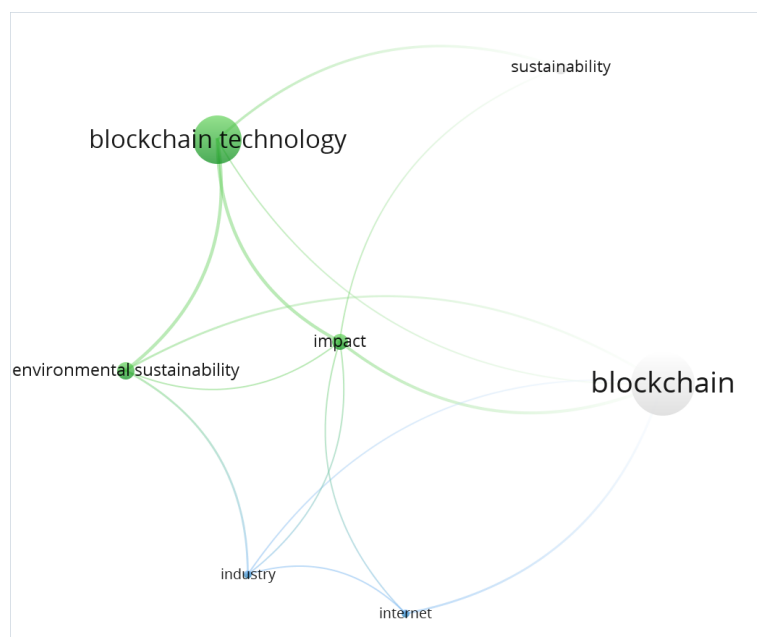 sustainability
blockchain technology
impact
environmental sustainability
blockchain
industry
internet